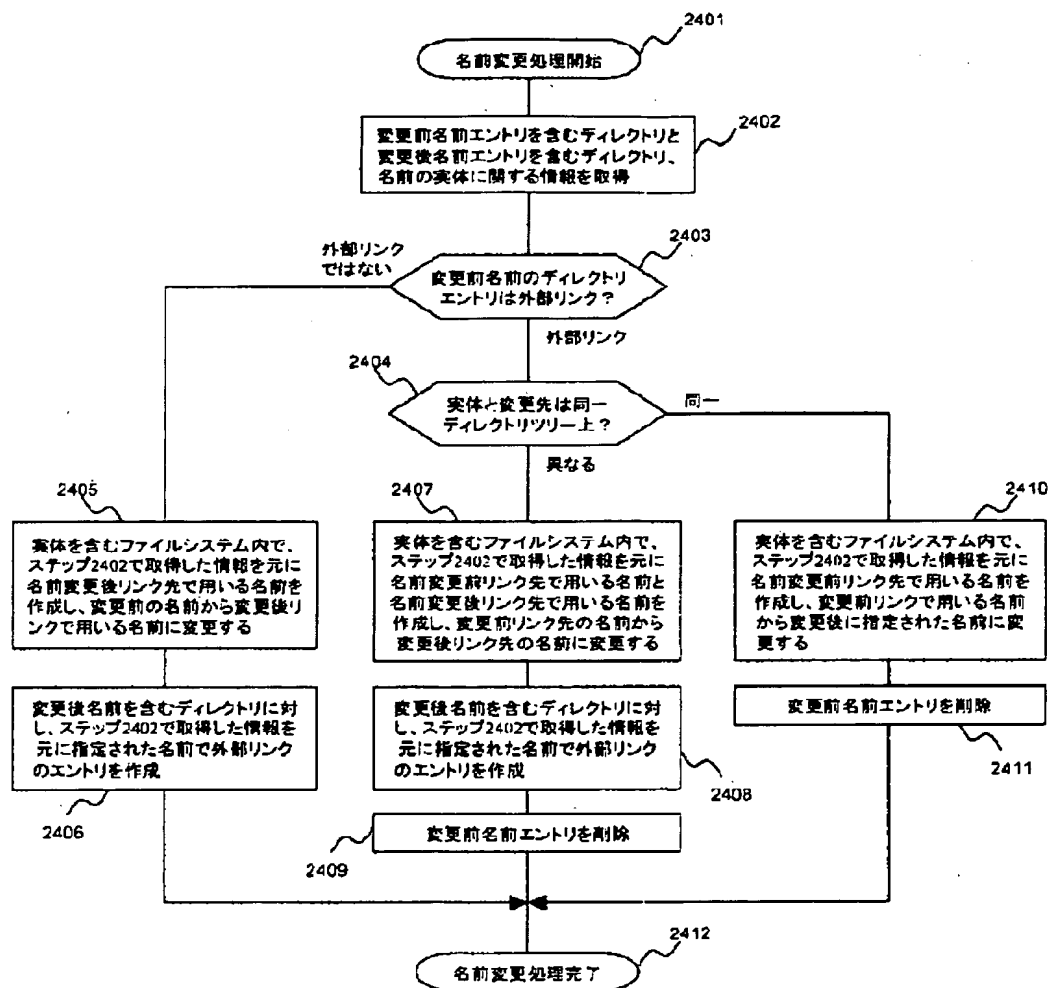 2401
名前変更処理開始
2402
変更前名前エントリを含むディレクトリと
変更後名前エントリを含むディレクトリ、
名前の実体に関する情報を取得
2403
外部リンク
ではない
変更前名前のディレクトリ
エントリは外部リンク？
外部リンク
2404
実体と変更先は同一
ディレクトリツリー上？
同一
異なる
2405
実体を含むファイルシステム内で、
ステップ2402で取得した情報を元に
名前変更後リンク先で用いる名前を
作成し、変更前の名前から変更後リ
ンクで用いる名前に変更する
2407
実体を含むファイルシステム内で、
ステップ2402で取得した情報を元に
名前変更前リンク先で用いる名前と
名前変更後リンク先で用いる名前を
作成し、変更前リンク先の名前から
変更後リンク先の名前に変更する
2410
実体を含むファイルシステム内で、
ステップ2402で取得した情報を元に
名前変更前リンク先で用いる名前を
作成し、変更前リンクで用いる名前
から変更後に指定された名前に変
更する
変更後名前を含むディレクトリに対
し、ステップ2402で取得した情報を
元に指定された名前で外部リンク
のエントリを作成
2406
変更後名前を含むディレクトリに対
し、ステップ2402で取得した情報を
元に指定された名前で外部リンク
のエントリを作成
2408
変更前名前エントリを削除
2411
変更前名前エントリを削除
2409
2412
名前変更処理完了